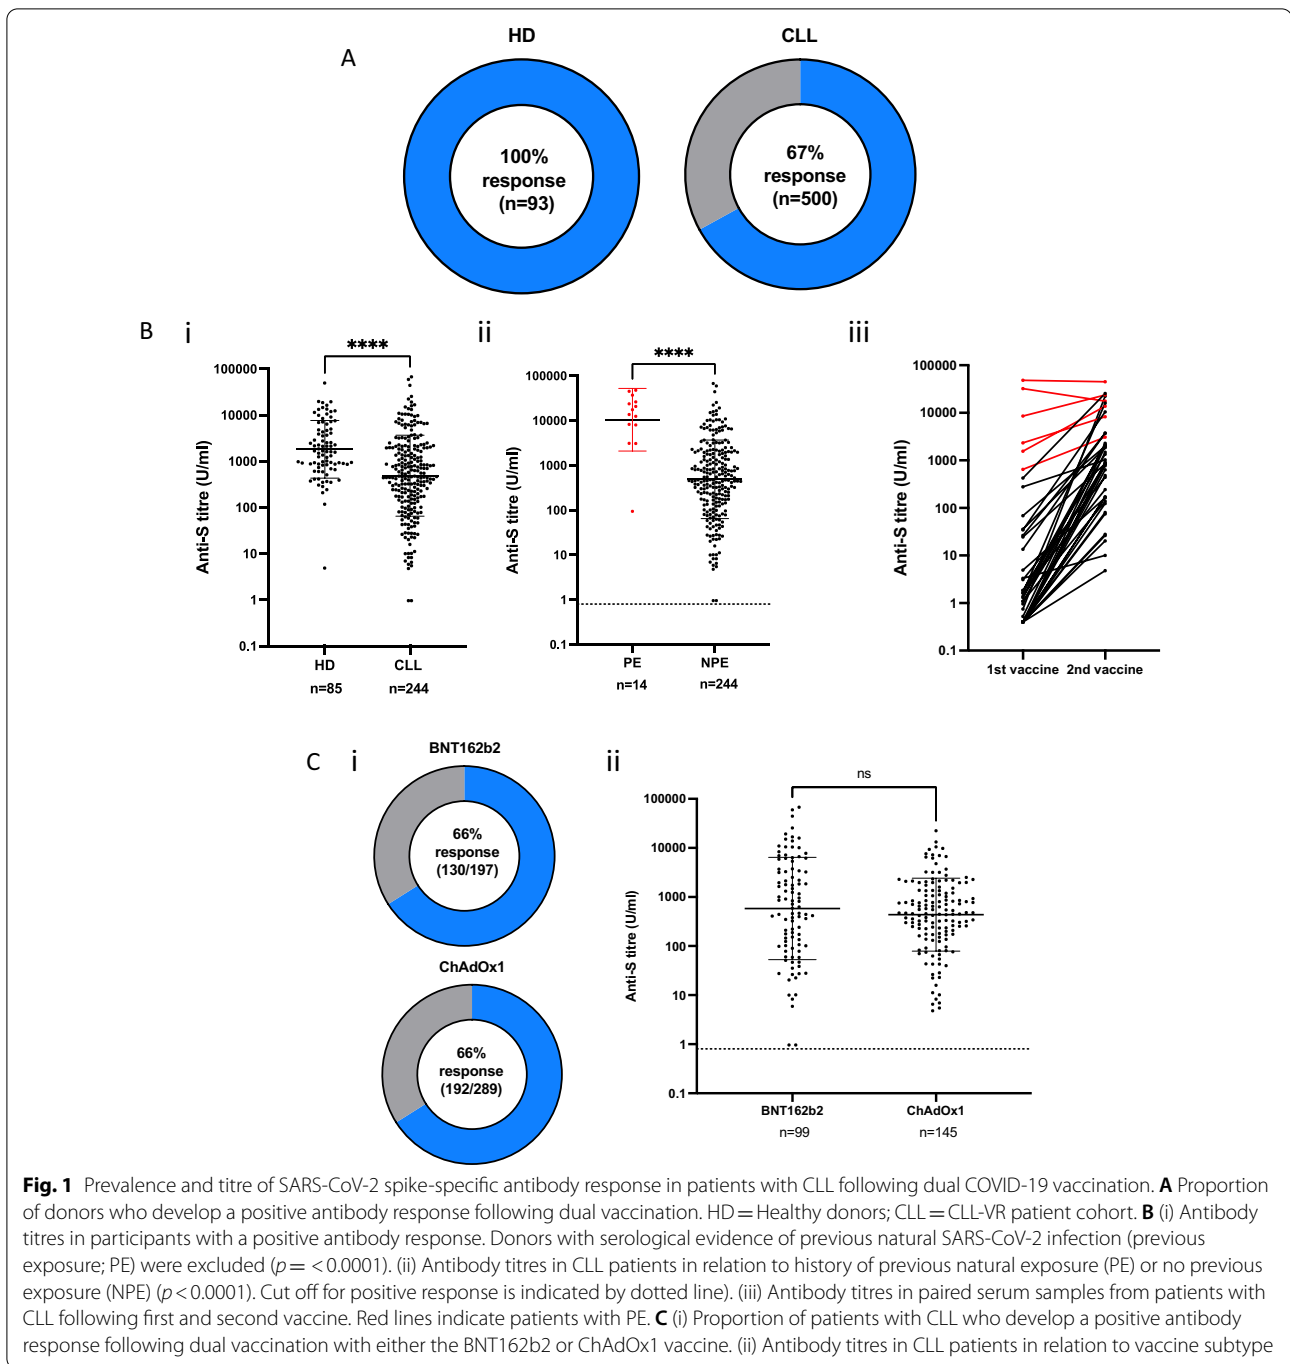 A
HD
CLL
100%
response
(n=93)
67%
response
(n=500)
B
i
ii
iii
****
100000
10000
1000
100
10
1
0.1
Anti-S titre (U/ml)
HD
CLL
n=85
n=244
****
100000
10000
1000
100
10
1
0.1
Anti-S titre (U/ml)
PE
NPE
n=14
n=244
100000
10000
1000
100
10
1
0.1
Anti-S titre (U/ml)
1st vaccine 2nd vaccine
C
i
BNT162b2
66%
response
(130/197)
ChAdOx1
66%
response
(192/289)
ii
ns
100000
10000
1000
100
10
1
0.1
Anti-S titre (U/ml)
BNT162b2
ChAdOx1
n=99
n=145
Fig. 1 Prevalence and titre of SARS-CoV-2 spike-specific antibody response in patients with CLL following dual COVID-19 vaccination. A Proportion
of donors who develop a positive antibody response following dual vaccination. HD = Healthy donors; CLL = CLL-VR patient cohort. B (i) Antibody
titres in participants with a positive antibody response. Donors with serological evidence of previous natural SARS-CoV-2 infection (previous
exposure; PE) were excluded (p = < 0.0001). (ii) Antibody titres in CLL patients in relation to history of previous natural exposure (PE) or no previous
exposure (NPE) (p < 0.0001). Cut off for positive response is indicated by dotted line). (iii) Antibody titres in paired serum samples from patients with
CLL following first and second vaccine. Red lines indicate patients with PE. C (i) Proportion of patients with CLL who develop a positive antibody
response following dual vaccination with either the BNT162b2 or ChAdOx1 vaccine. (ii) Antibody titres in CLL patients in relation to vaccine subtype